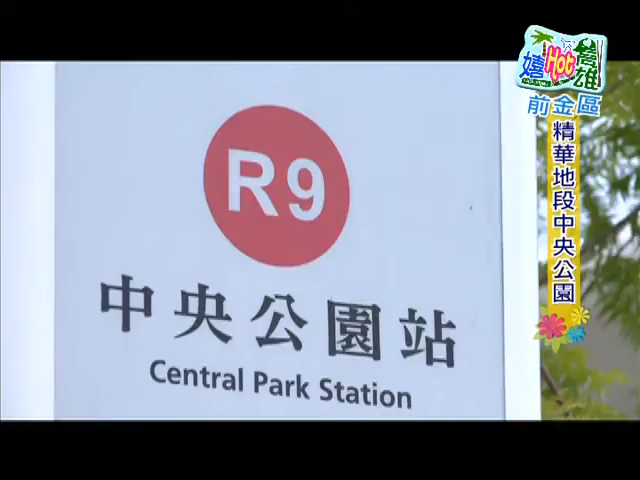 嬉Hot高雄
前金區
精華地段中央公園
R9
中央公園站
Central Park Station